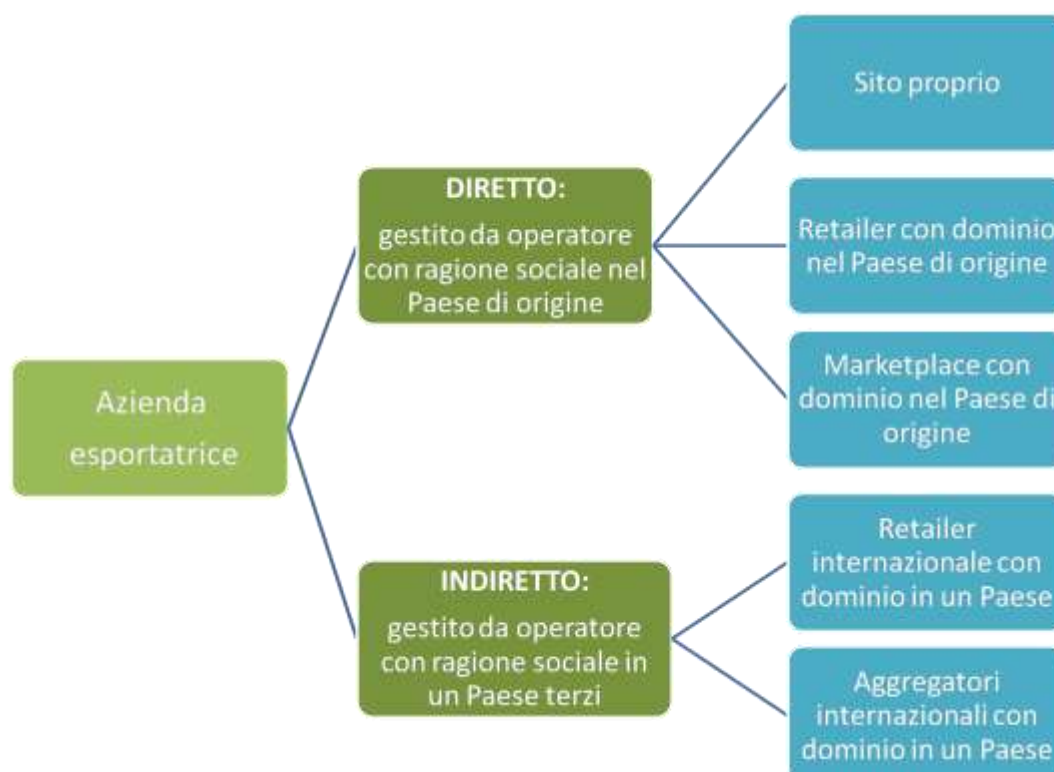 Sito proprio
DIRETTO:
gestito da operatore
con ragione sociale nel
Paese di origine
Retailer con dominio
nel Paese di origine
Marketplace con
dominio nel Paese di
origine
Azienda
esportatrice
INDIRETTO:
gestito da operatore
con ragione sociale in
un Paese terzi
Retailer
internazionale con
dominio in un Paese
Aggregatori
internazionali con
dominio in un Paese